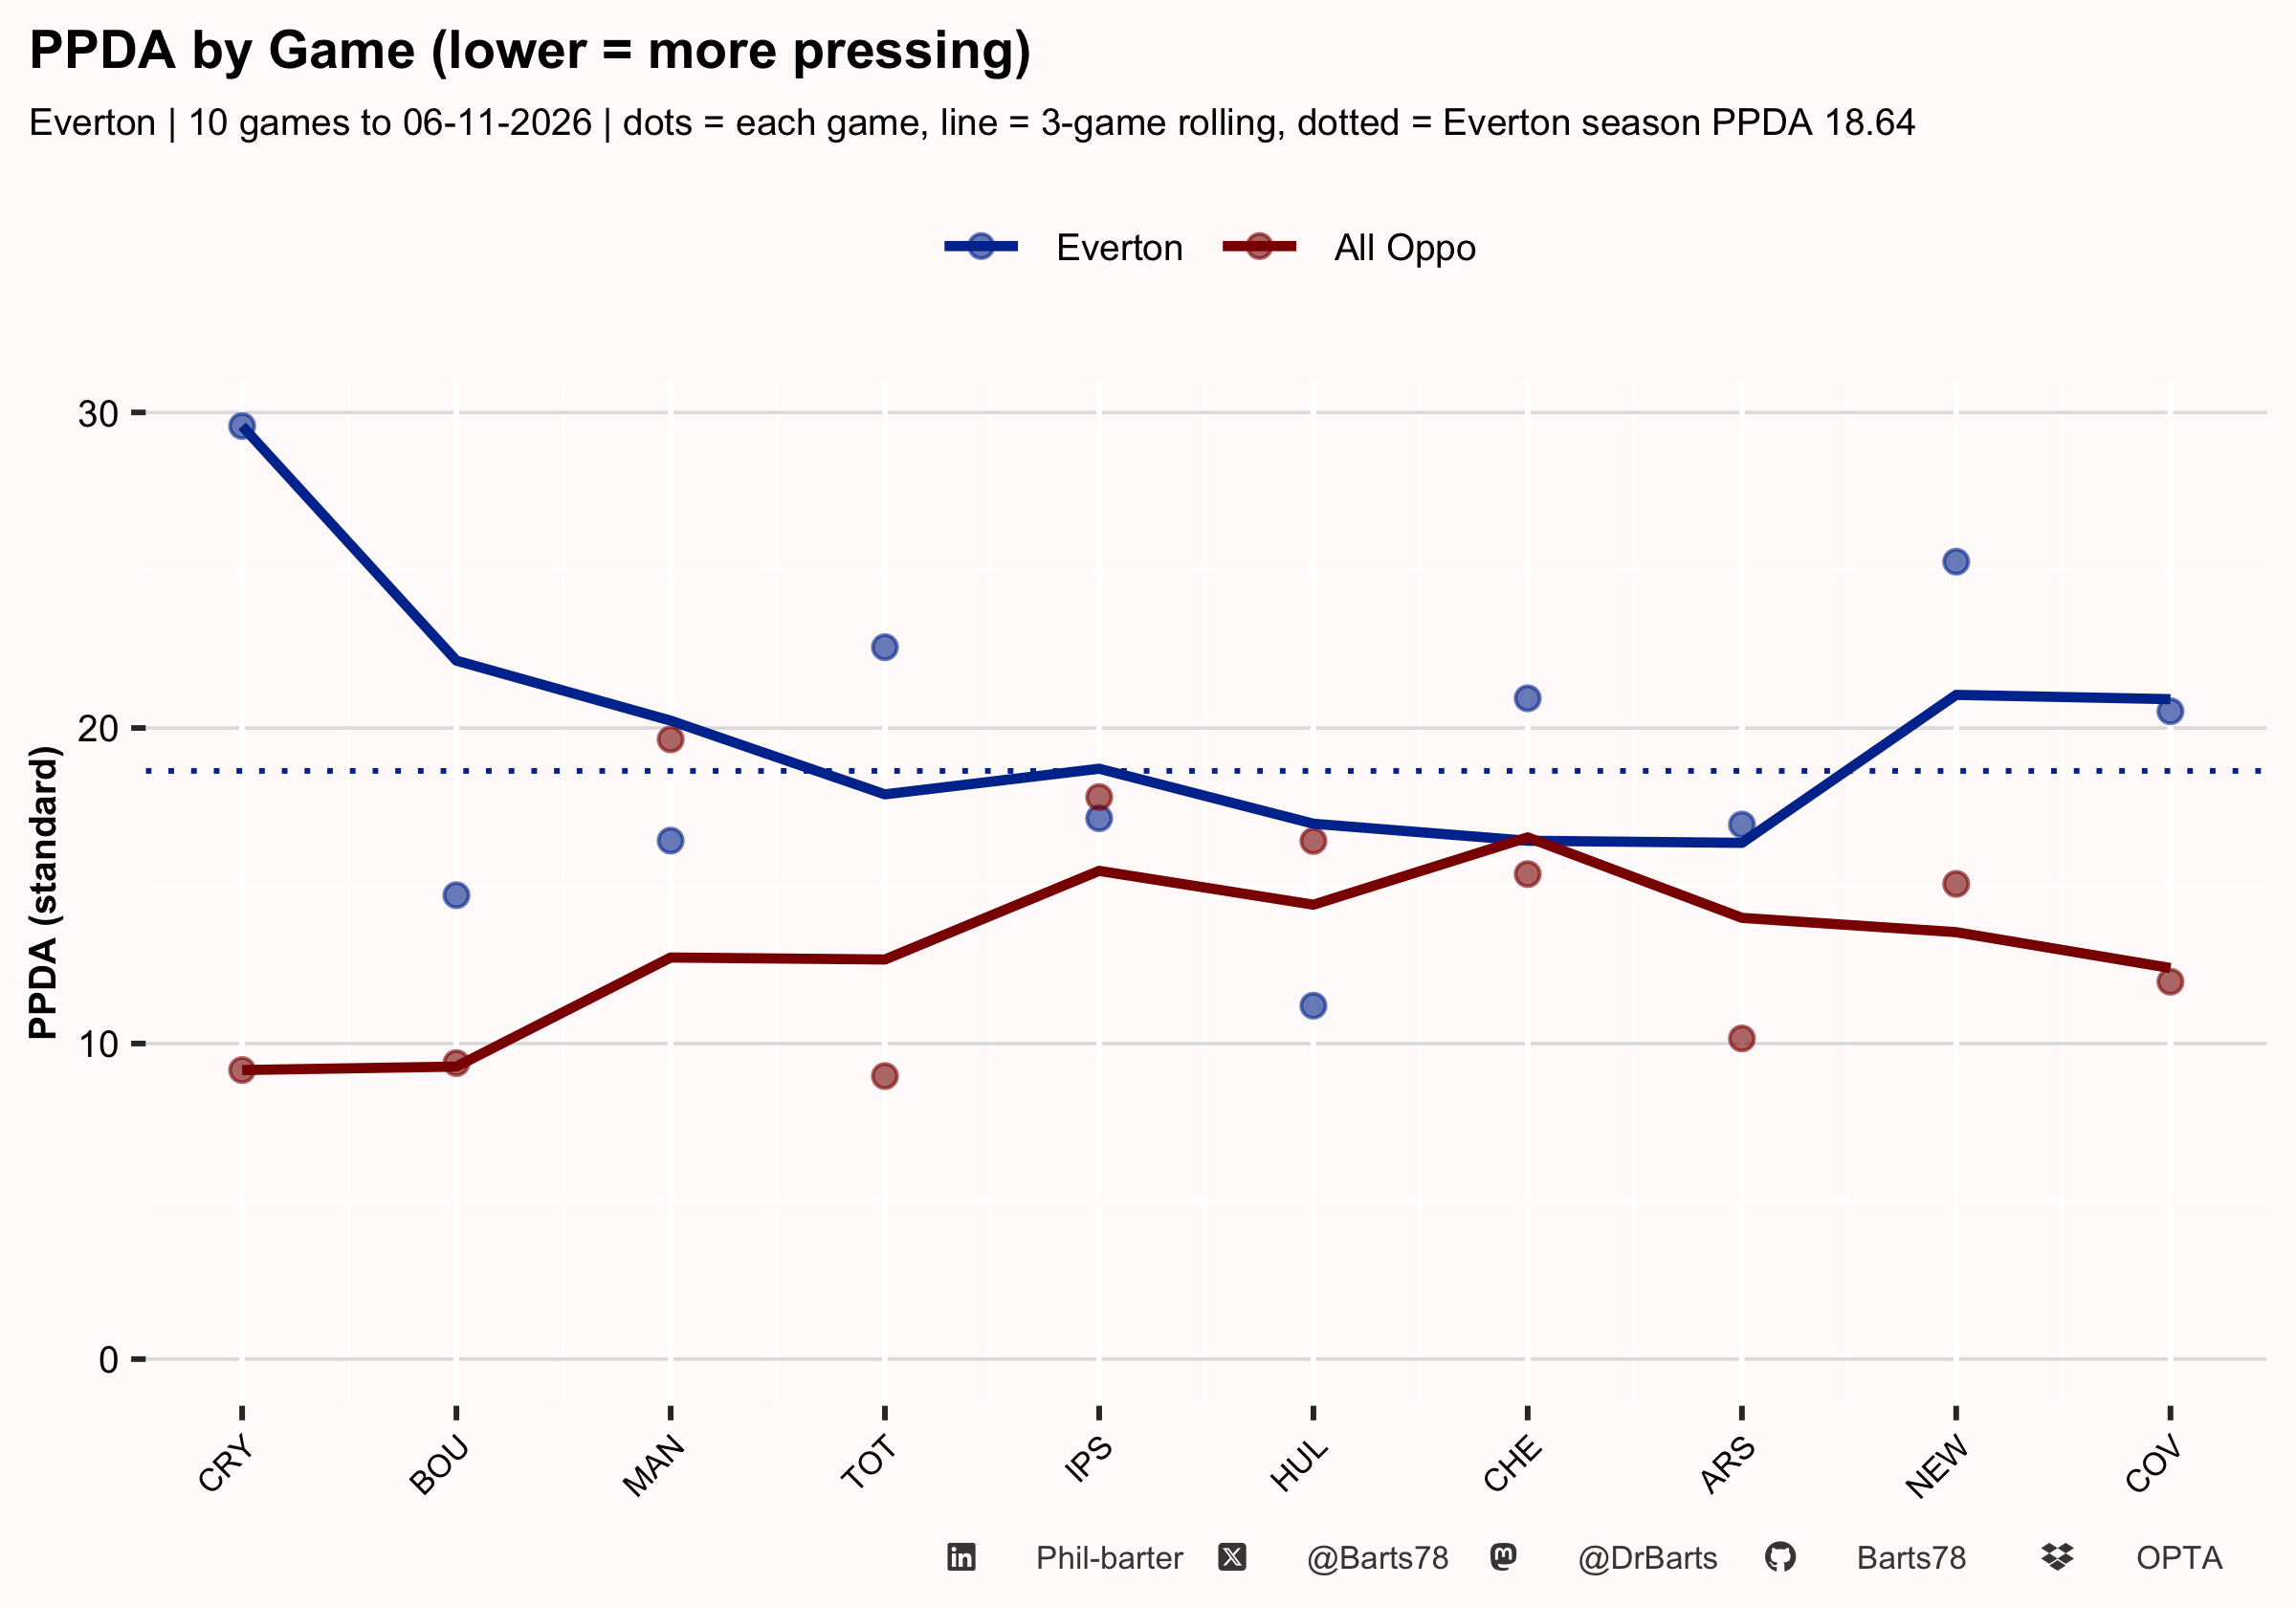 PPDA by Game (lower = more pressing)
Everton | 10 games to 06-11-2026 | dots = each game, line = 3-game rolling, dotted = Everton season PPDA 18.64
Everton All Oppo
PPDA (standard)
30
20
10
0
CRY BOU MAN TOT IPS HUL CHE ARS NEW COV
Phil-barter @Barts78 @DrBarts Barts78 OPTA